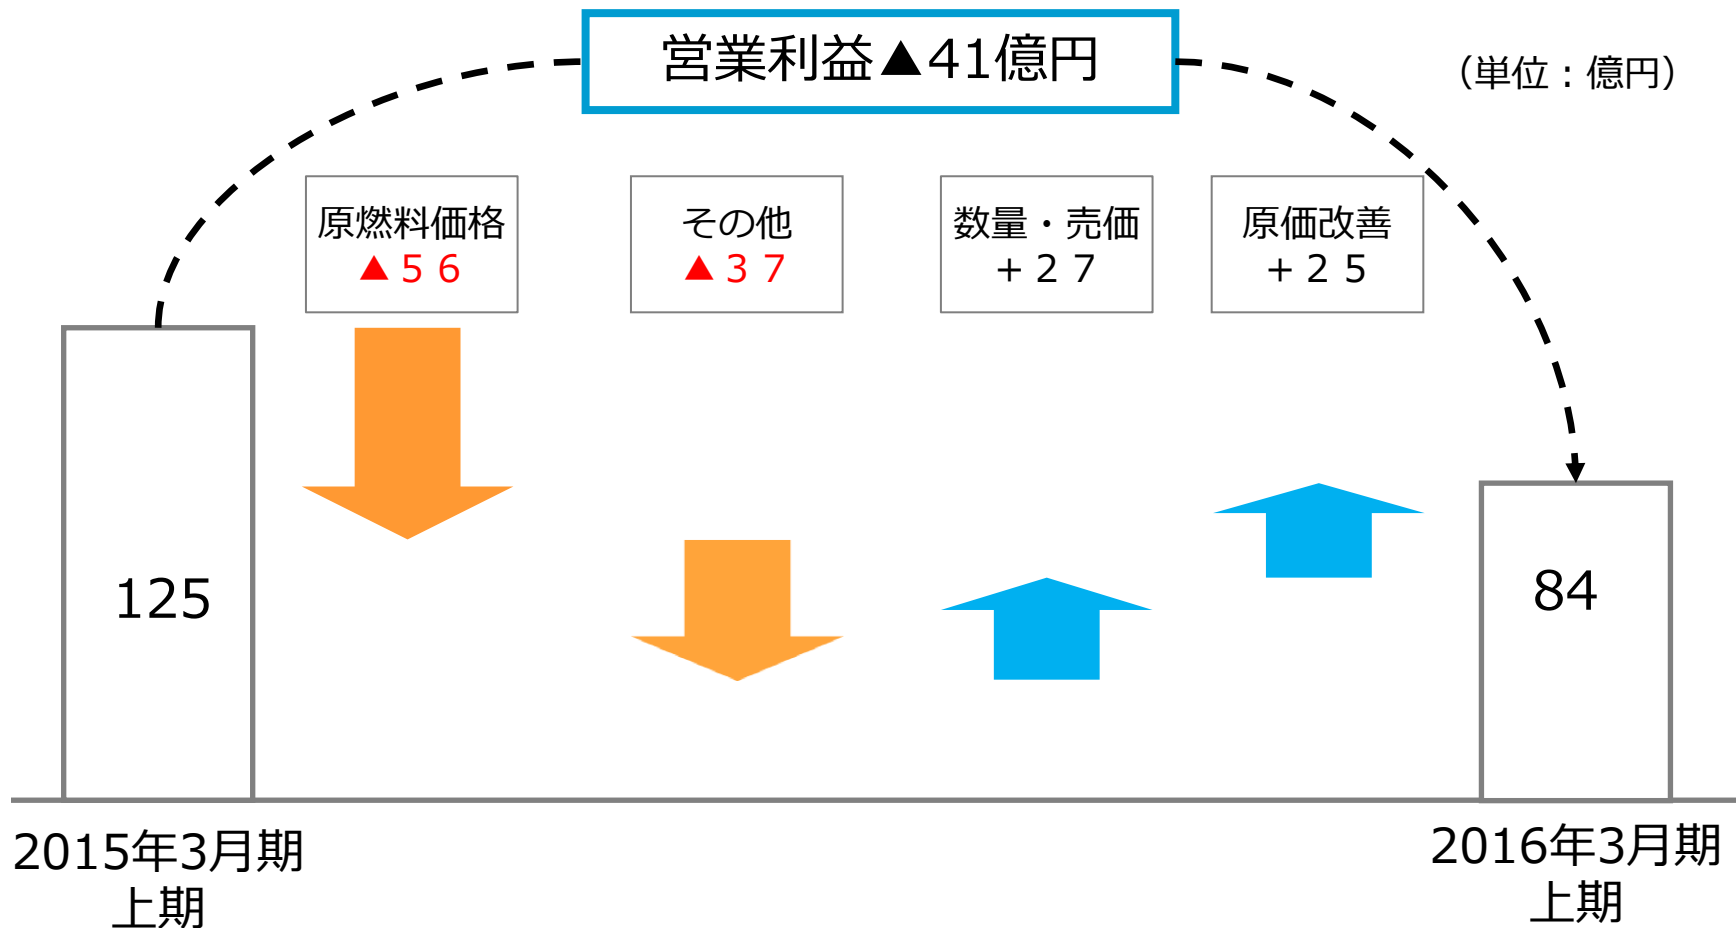 営業利益▲41億円
（単位：億円）
原燃料価格
▲５６
その他
▲３７
数量・売価
＋２７
原価改善
＋２５
125
84
2015年3月期
上期
2016年3月期
上期